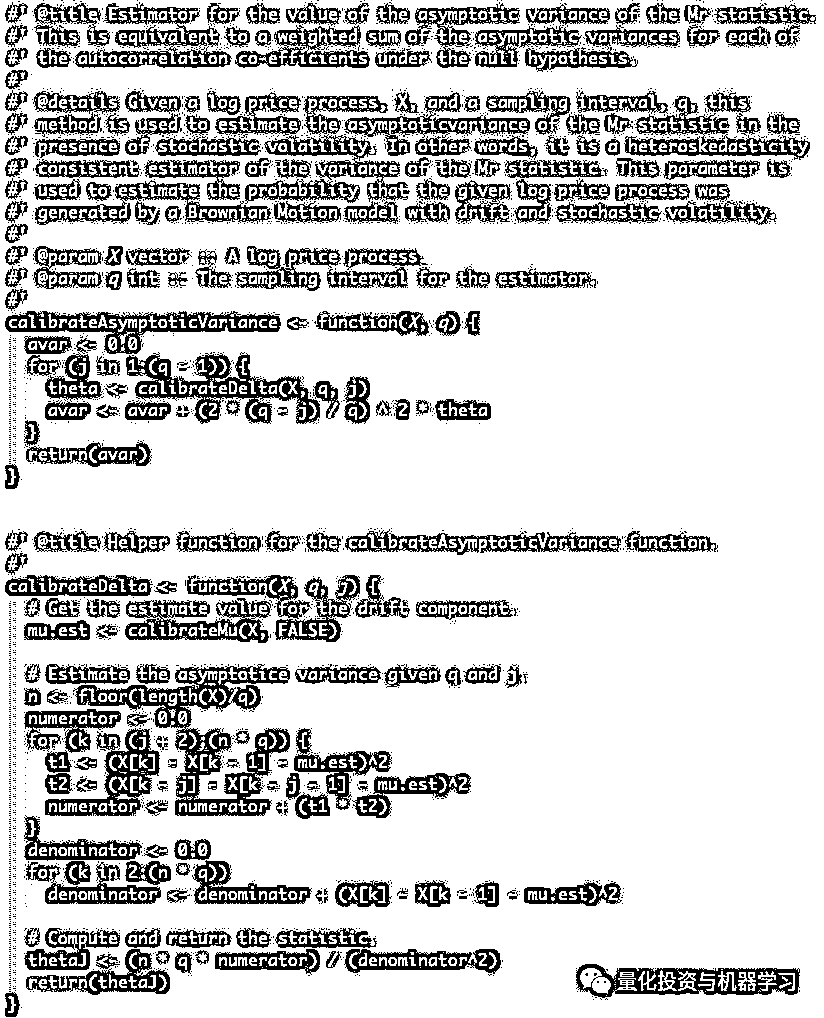 #' @title Estimator for the value of the asymptotic variance of the Mr statistic.
#' This is equivalent to a weighted sum of the asymptotic variances for each of
#' the autocorrelation co-efficients under the null hypothesis.
#'
#' @details Given a log price process, X, and a sampling interval, q, this
#' method is used to estimate the asymptoticvariance of the Mr statistic in the
#' presence of stochastic volatility. In other words, it is a heteroskedasticity
#' consistent estimator of the variance of the Mr statistic. This parameter is
#' used to estimate the probability that the given log price process was
#' generated by a Brownian Motion model with drift and stochastic volatility.
#'
#' @param X vector :: A log price process.
#' @param q int :: The sampling interval for the estimator.
#'
calibrateAsymptoticVariance <- function(X, q) {
  avar <- 0.0
  for (j in 1:(q - 1)) {
    theta <- calibrateDelta(X, q, j)
    avar <- avar + (2 * (q - j) / q) ^ 2 * theta
  }
  return(avar)
}
#' @title Helper function for the calibrateAsymptoticVariance function.
#'
calibrateDelta <- function(X, q, j) {
  # Get the estimate value for the drift component.
  mu.est <- calibrateMu(X, FALSE)
  # Estimate the asymptotice variance given q and j.
  n <- floor(length(X)/q)
  numerator <- 0.0
  for (k in (j + 2):(n * q)) {
    t1 <- (X[k] - X[k - 1] - mu.est)^2
    t2 <- (X[k - j] - X[k - j - 1] - mu.est)^2
    numerator <- numerator + (t1 * t2)
  }
  denominator <- 0.0
  for (k in 2:(n * q))
    denominator <- denominator + (X[k] - X[k - 1] - mu.est)^2
  # Compute and return the statistic.
  thetaJ <- (n * q * numerator) / (denominator^2)
  return(thetaJ)
}
量化投资与机器学习